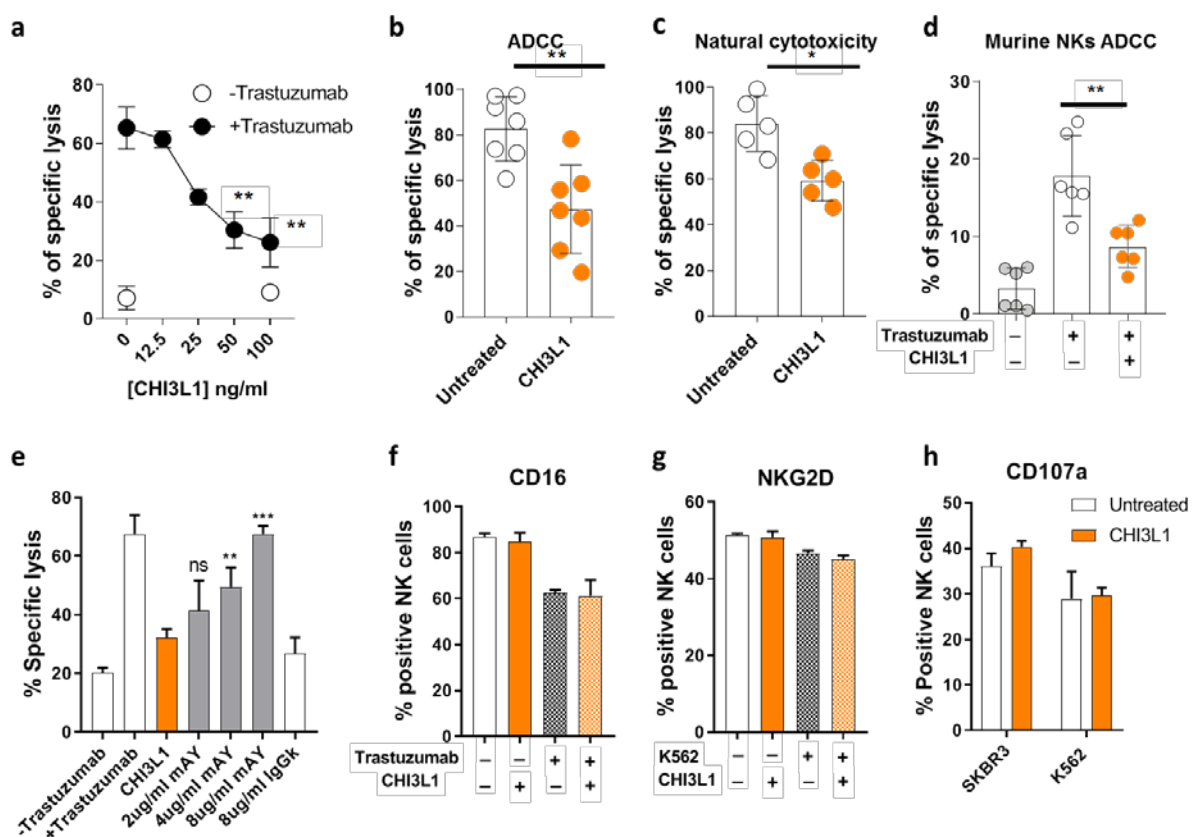 a
-Trastuzumab
+Trastuzumab
% of specific lysis
80
60
40
20
0
**
**
0
12.5
25
50
100
[CHI3L1] ng/ml
b
ADCC
**
% of specific lysis
100
80
60
40
20
0
Untreated
CHI3L1
c
Natural cytotoxicity
*
% of specific lysis
100
80
60
40
20
0
Untreated
CHI3L1
d
Murine NKs ADCC
**
% of specific lysis
30
20
10
0
Trastuzumab – + +
CHI3L1 – – +
e
% Specific lysis
80
60
40
20
0
ns
**
***
-Trastuzumab
+Trastuzumab
CHI3L1
2ug/ml mAY
4ug/ml mAY
8ug/ml mAY
8ug/ml IgGk
f
CD16
% positive NK cells
100
80
60
40
20
0
Trastuzumab – – + +
CHI3L1 – + – +
g
NKG2D
% positive NK cells
60
40
20
0
K562 – – + +
CHI3L1 – + – +
h
CD107a
Untreated
CHI3L1
% Positive NK cells
50
40
30
20
10
0
SKBR3
K562